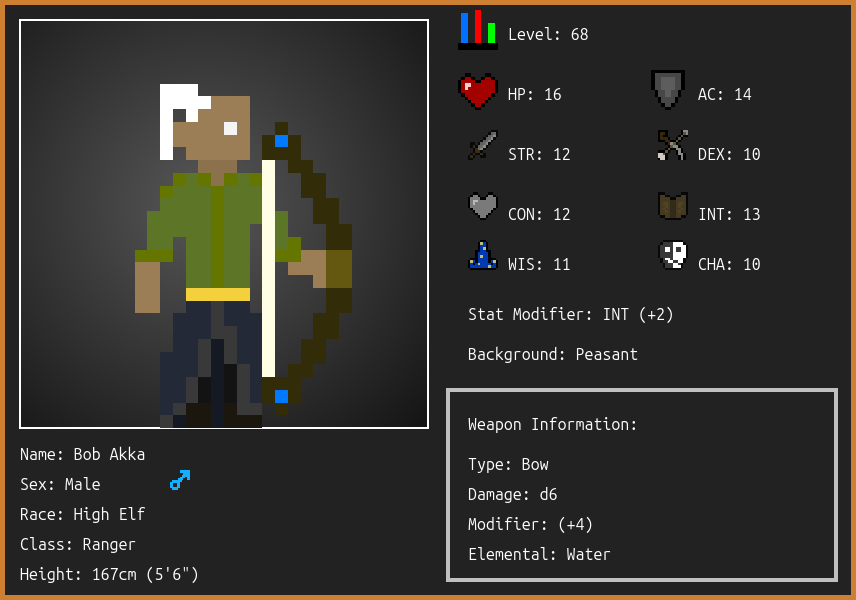 Level: 68
HP: 16
AC: 14
STR: 12
DEX: 10
CON: 12
INT: 13
WIS: 11
CHA: 10
Stat Modifier: INT (+2)
Background: Peasant
Name: Bob Akka
Sex: Male
Race: High Elf
Class: Ranger
Height: 167cm (5'6")
Weapon Information:
Type: Bow
Damage: d6
Modifier: (+4)
Elemental: Water